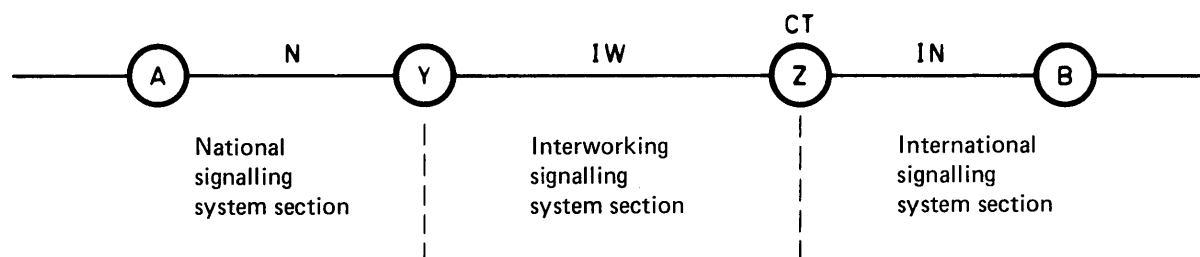 CT
N IW IN
A Y Z B
National
signalling
system section
Interworking
signalling
system section
International
signalling
system section